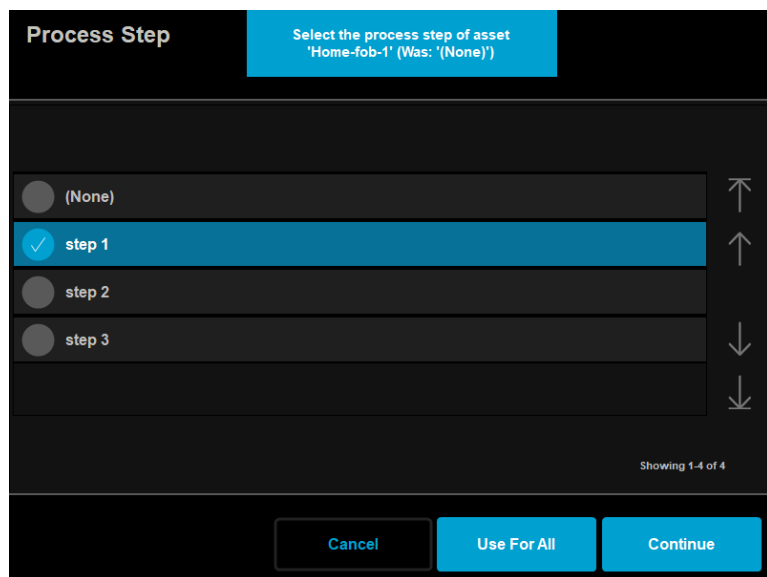 Process Step
Select the process step of asset
'Home-fob-1' (Was: '(None)')
(None)
step 1
step 2
step 3
Showing 1-4 of 4
Cancel
Use For All
Continue